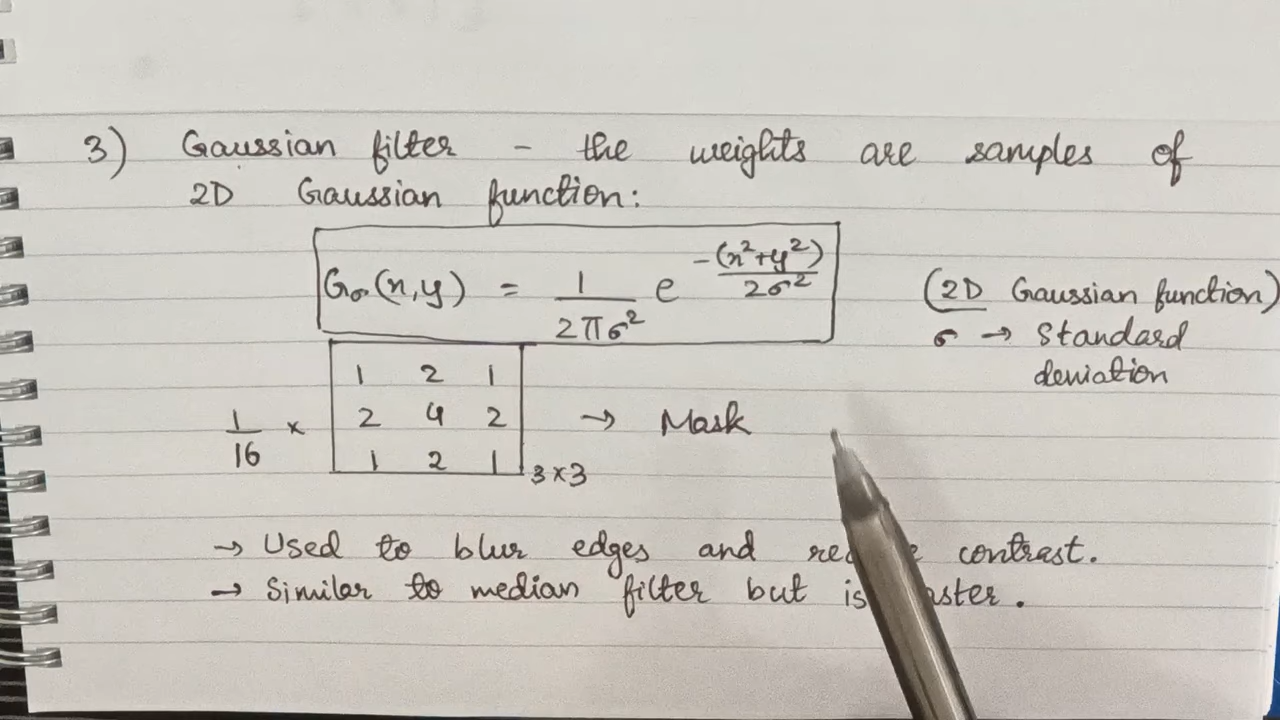 3) Gaussian filter - the weights are samples of
2D Gaussian function:
Gσ(x,y) = 1/(2πσ²) e^(-(x²+y²)/(2σ²))
(2D Gaussian function)
σ → Standard
deviation
1/16 ×
1 2 1
2 4 2
1 2 1
3×3
→ Mask
→ Used to blur edges and contrast.
→ Similar to median filter but is